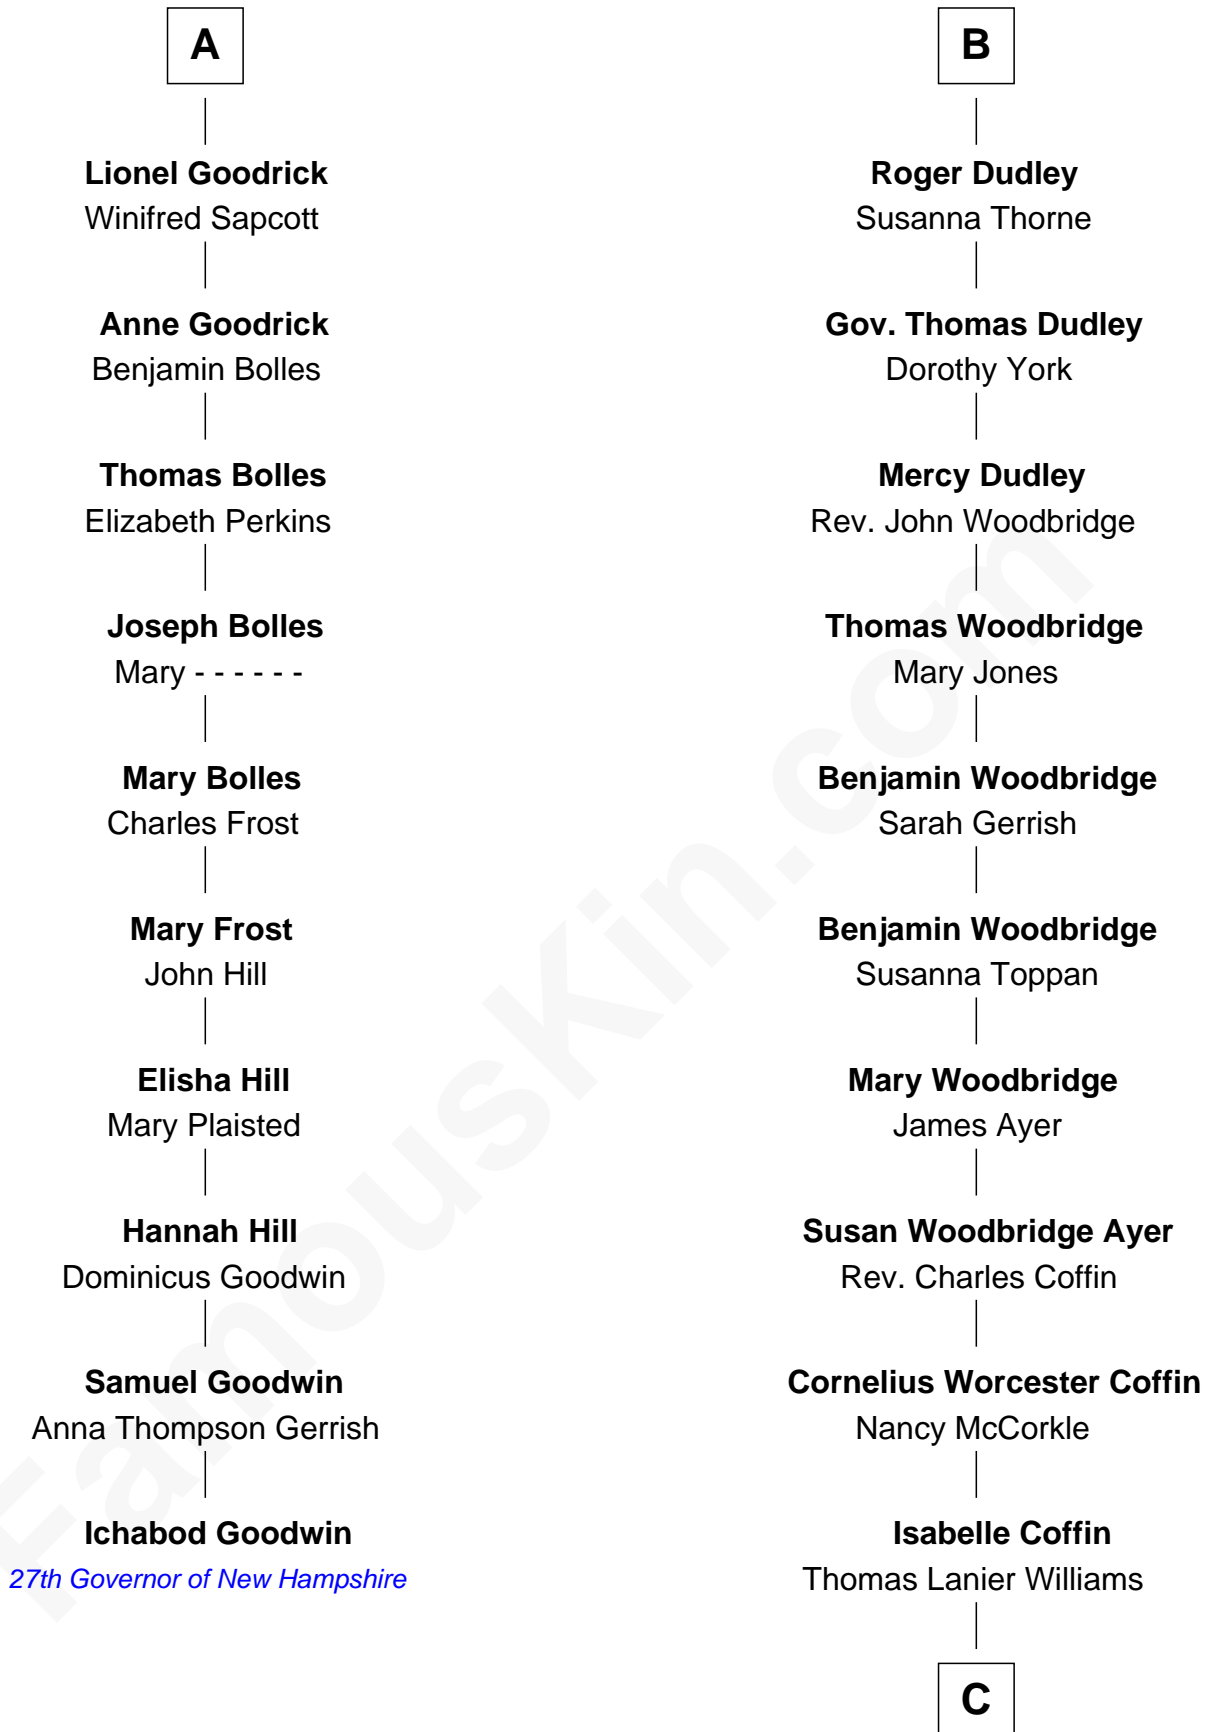 A
Lionel Goodrick
Winifred Sapcott
Anne Goodrick
Benjamin Bolles
Thomas Bolles
Elizabeth Perkins
Joseph Bolles
Mary - - - - - -
Mary Bolles
Charles Frost
Mary Frost
John Hill
Elisha Hill
Mary Plaisted
Hannah Hill
Dominicus Goodwin
Samuel Goodwin
Anna Thompson Gerrish
Ichabod Goodwin
27th Governor of New Hampshire
B
Roger Dudley
Susanna Thorne
Gov. Thomas Dudley
Dorothy York
Mercy Dudley
Rev. John Woodbridge
Thomas Woodbridge
Mary Jones
Benjamin Woodbridge
Sarah Gerrish
Benjamin Woodbridge
Susanna Toppan
Mary Woodbridge
James Ayer
Susan Woodbridge Ayer
Rev. Charles Coffin
Cornelius Worcester Coffin
Nancy McCorkle
Isabelle Coffin
Thomas Lanier Williams
C
FamousKin.com